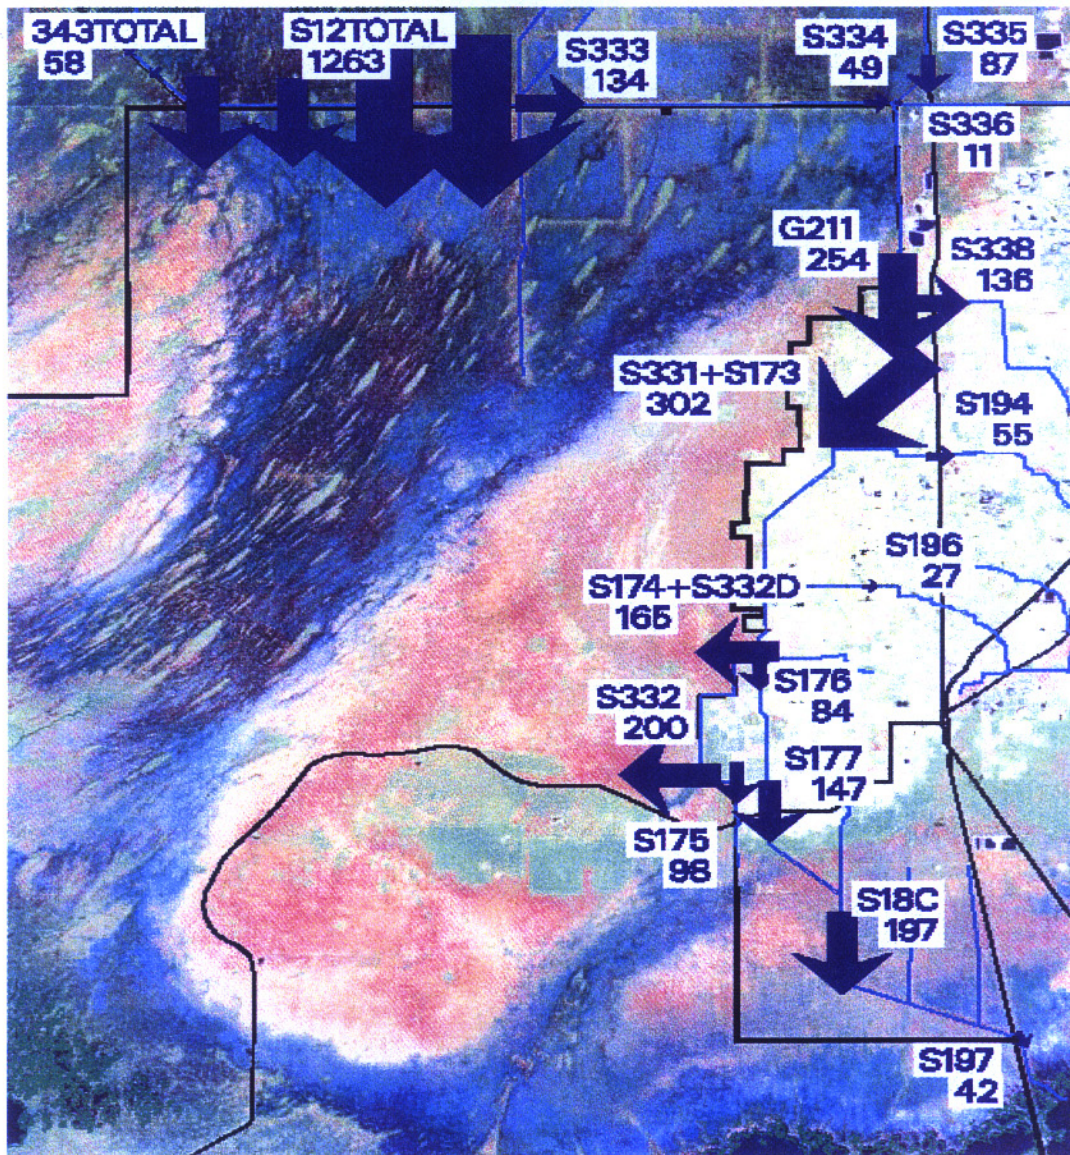 343TOTAL
58
S12TOTAL
1263
S333
134
S334
49
S335
87
S336
11
G211
254
S338
136
S331+S173
302
S194
55
S196
27
S174+S332D
165
S176
84
S332
200
S177
147
S175
98
S18C
197
S197
42